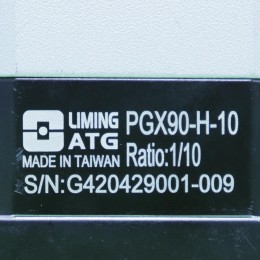 LIMING PGX90-H-10
ATG
MADE IN TAIWAN Ratio:1/10
S/N:G420429001-009